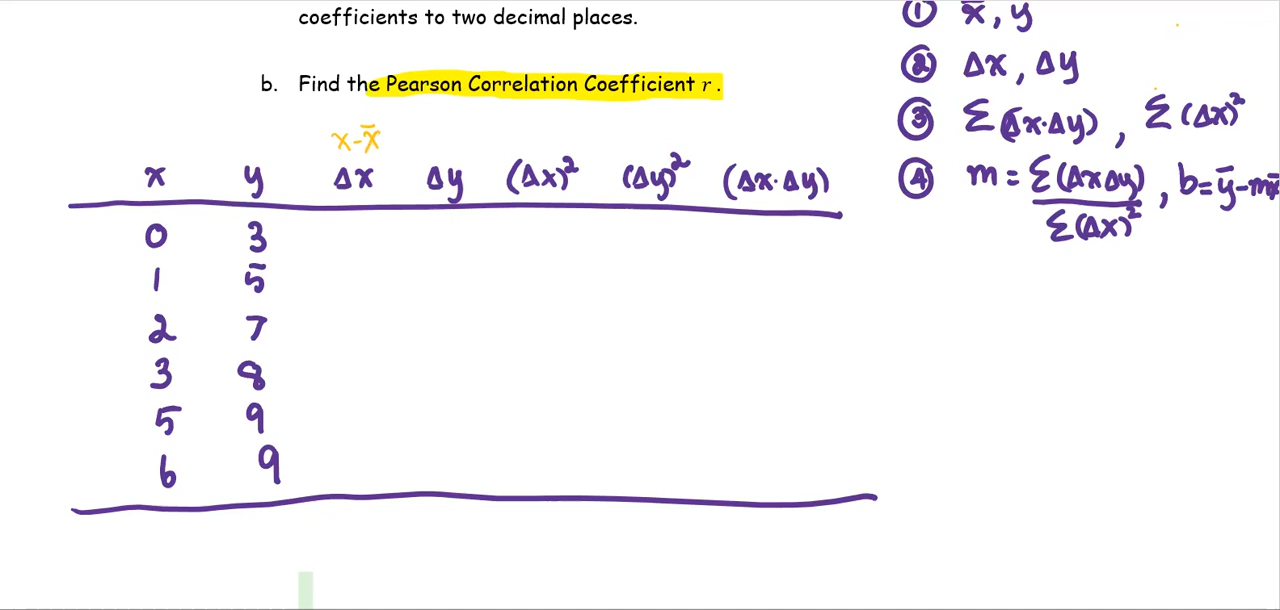 coefficients to two decimal places.
b. Find the Pearson Correlation Coefficient r.
x-x̄
x y Δx Δy (Δx)² (Δy)² (Δx·Δy)
0 3
1 5
2 7
3 8
5 9
6 9
① x̄, y
② Δx, Δy
③ Σ(Δx·Δy), Σ(Δx)²
④ m = Σ(ΔxΔy) / Σ(Δx)², b=ȳ-mx̄